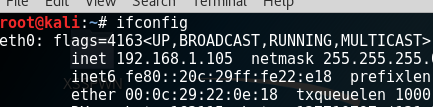 File Edit View Search Terminal Help
root@kali:~# ifconfig
eth0: flags=4163<UP,BROADCAST,RUNNING,MULTICAST>
inet 192.168.1.105 netmask 255.255.255.
inet6 fe80::20c:29ff:fe22:e18 prefixlen
ether 00:0c:29:22:0e:18 txqueuelen 1000